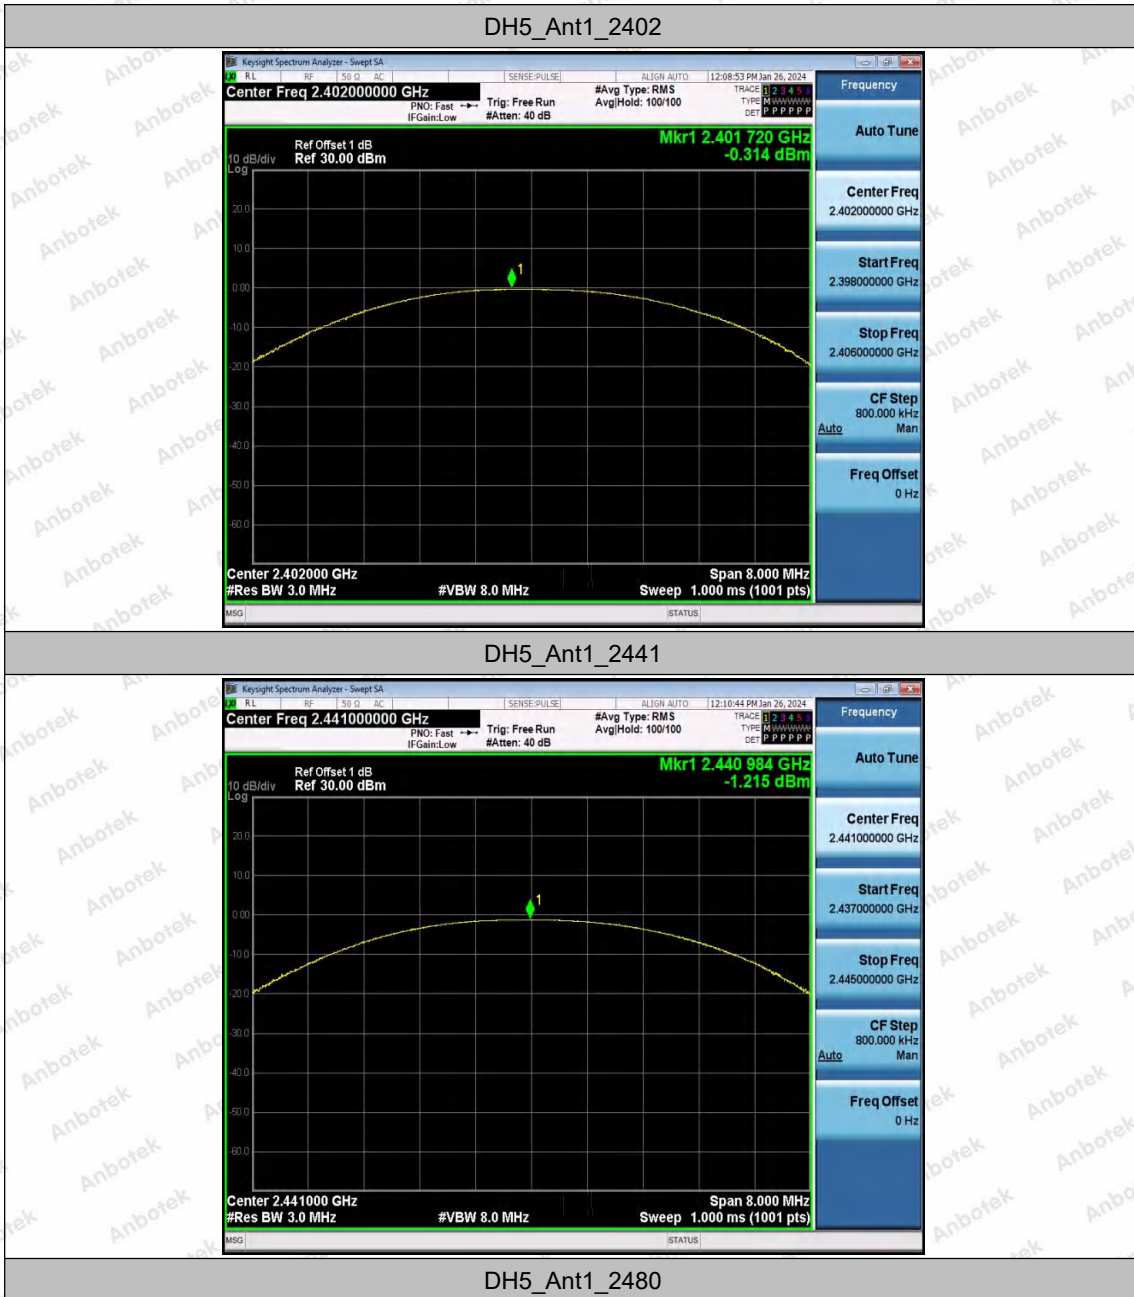 DH5_Ant1_2402
Keysight Spectrum Analyzer - Swept SA
RL RF 50 Ω AC SENSE:PULSE ALIGN AUTO 12:08:53 PM Jan 26, 2024
Center Freq 2.402000000 GHz
PNO: Fast
IFGain:Low
Trig: Free Run
#Atten: 40 dB
#Avg Type: RMS
Avg|Hold: 100/100
TRACE 1 2 3 4 5
TYPE M
DET P P P P P P
Mkr1 2.401 720 GHz
-0.314 dBm
Ref Offset 1 dB
10 dB/div Ref 30.00 dBm
Log
20.0
10.0
0.00
-10.0
-20.0
-30.0
-40.0
-50.0
-60.0
1
Center 2.402000 GHz Span 8.000 MHz
#Res BW 3.0 MHz #VBW 8.0 MHz Sweep 1.000 ms (1001 pts)
MSG STATUS
Frequency
Auto Tune
Center Freq
2.402000000 GHz
Start Freq
2.398000000 GHz
Stop Freq
2.406000000 GHz
CF Step
800.000 kHz
Auto Man
Freq Offset
0 Hz
DH5_Ant1_2441
Keysight Spectrum Analyzer - Swept SA
RL RF 50 Ω AC SENSE:PULSE ALIGN AUTO 12:10:44 PM Jan 26, 2024
Center Freq 2.441000000 GHz
PNO: Fast
IFGain:Low
Trig: Free Run
#Atten: 40 dB
#Avg Type: RMS
Avg|Hold: 100/100
TRACE 1 2 3 4 5
TYPE M
DET P P P P P P
Mkr1 2.440 984 GHz
-1.215 dBm
Ref Offset 1 dB
10 dB/div Ref 30.00 dBm
Log
20.0
10.0
0.00
-10.0
-20.0
-30.0
-40.0
-50.0
-60.0
1
Center 2.441000 GHz Span 8.000 MHz
#Res BW 3.0 MHz #VBW 8.0 MHz Sweep 1.000 ms (1001 pts)
MSG STATUS
Frequency
Auto Tune
Center Freq
2.441000000 GHz
Start Freq
2.437000000 GHz
Stop Freq
2.445000000 GHz
CF Step
800.000 kHz
Auto Man
Freq Offset
0 Hz
DH5_Ant1_2480
Anbotek